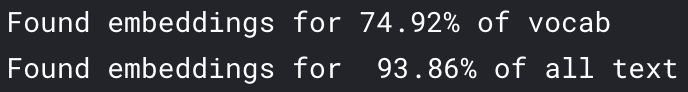 Found embeddings for 74.92% of vocab
Found embeddings for  93.86% of all text